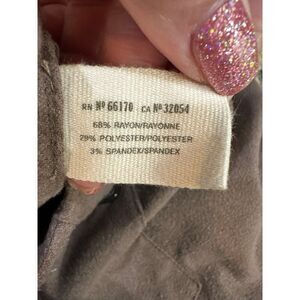 RN Nº 66170 CA Nº 32054
68% RAYON/RAYONNE
29% POLYESTER/POLYESTER
3% SPANDEX/SPANDEX